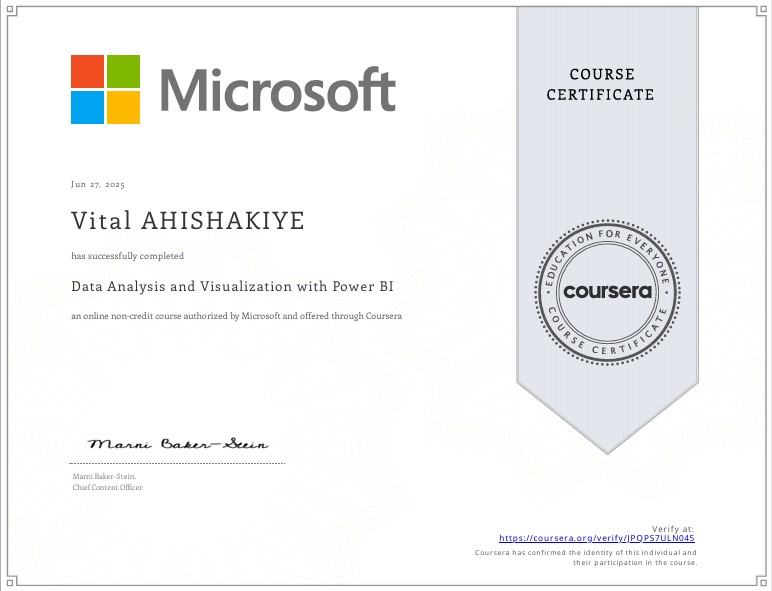 Microsoft
COURSE
CERTIFICATE
Jun 27, 2025
Vital AHISHAKIYE
has successfully completed
Data Analysis and Visualization with Power BI
an online non-credit course authorized by Microsoft and offered through Coursera
EDUCATION FOR EVERYONE
coursera
COURSE CERTIFICATE
Marni Baker-Stein
Marni Baker-Stein,
Chief Content Officer
Verify at:
https://coursera.org/verify/JPQPS7ULN045
Coursera has confirmed the identity of this individual and
their participation in the course.